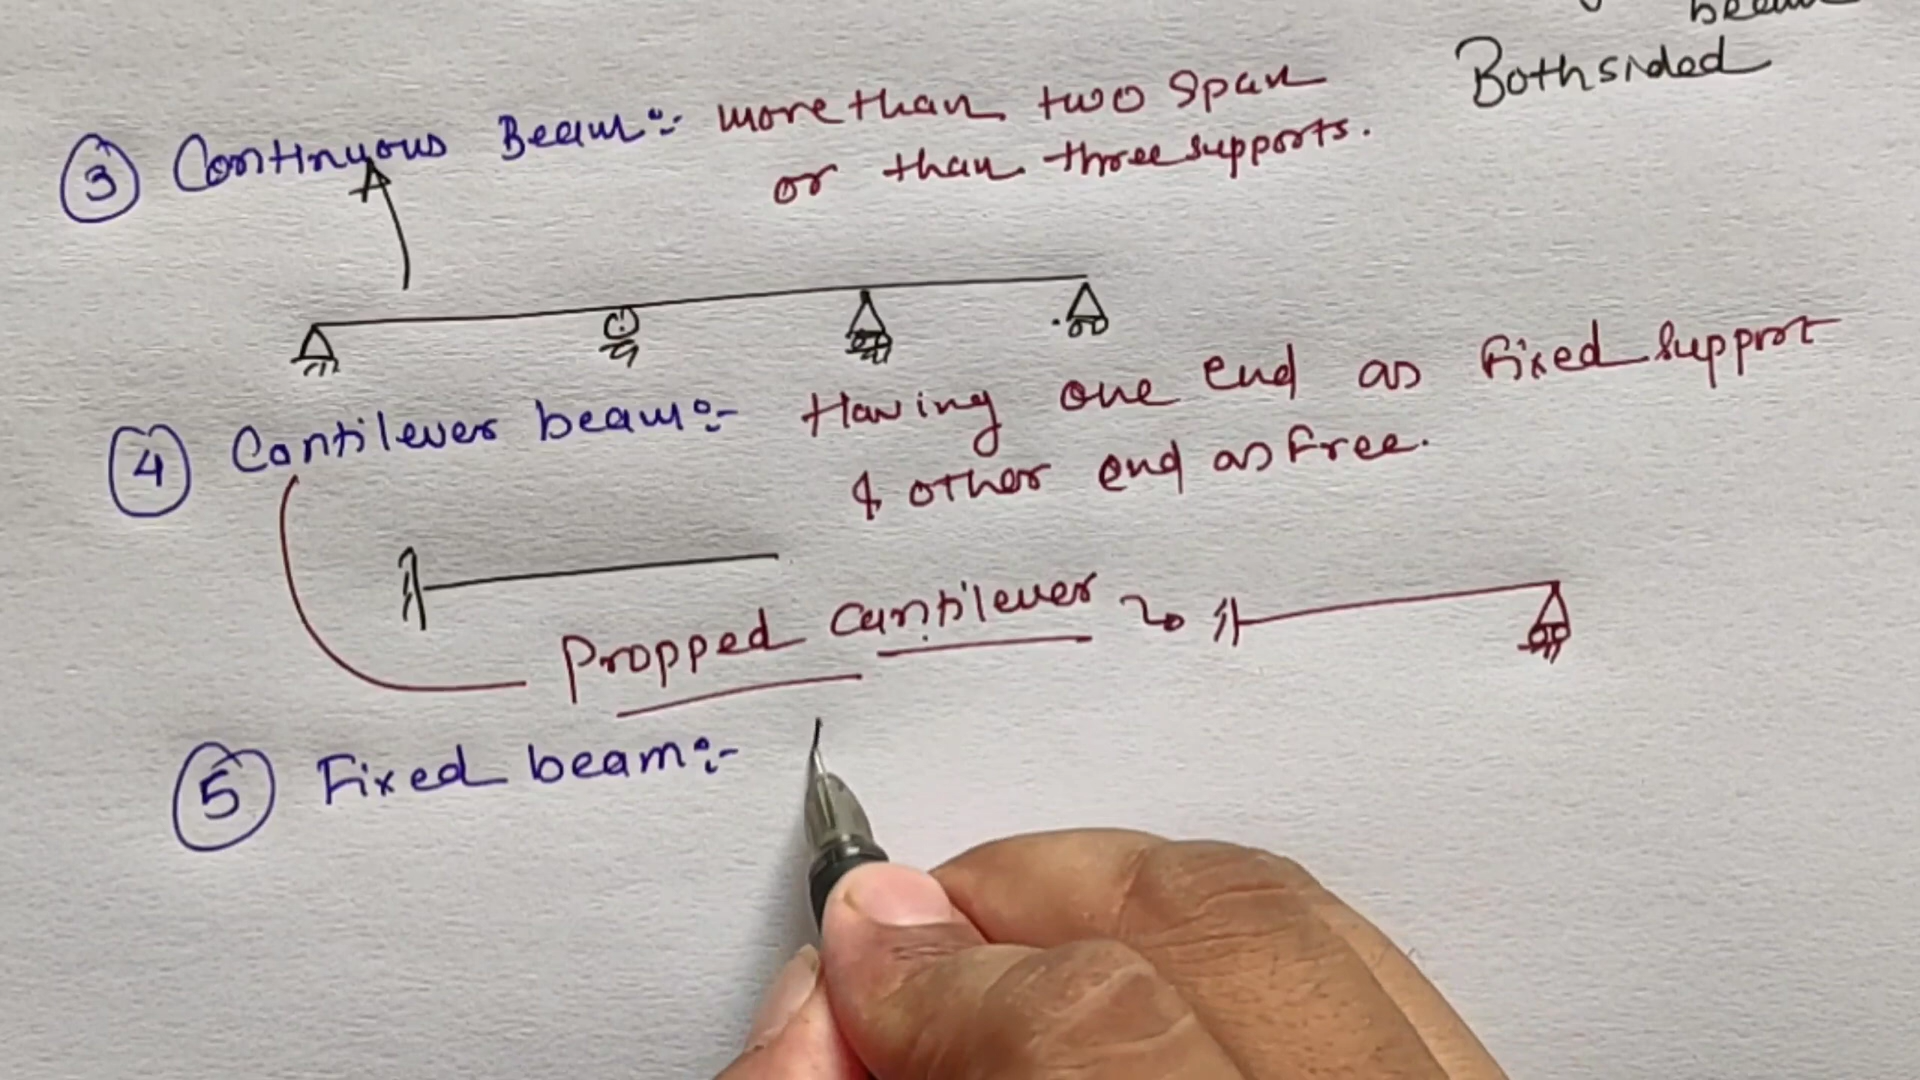 beam
Bothsided
③ Continuous Beam:- more than two span
or than three supports.
④ Cantilever beam:- Having one end as Fixed support
& other end as Free.
Propped Cantilever
⑤ Fixed beam:-